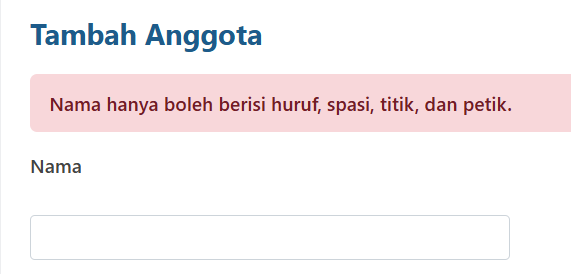 Tambah Anggota
Nama hanya boleh berisi huruf, spasi, titik, dan petik.
Nama